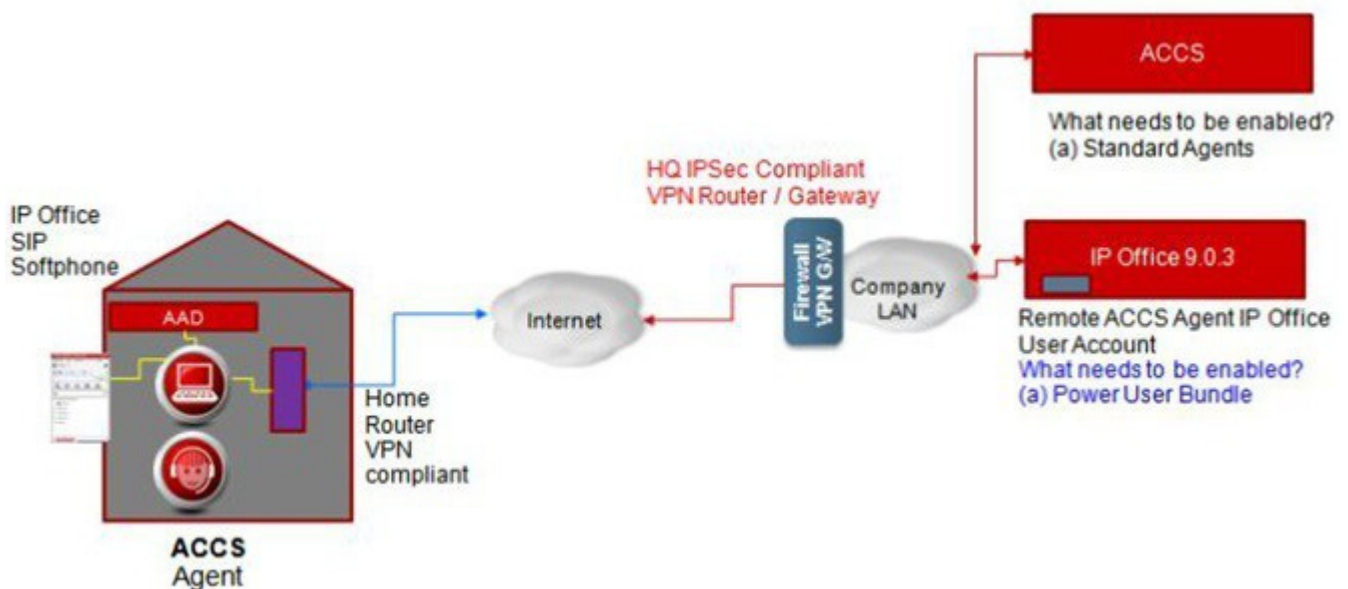 ACCS
What needs to be enabled?
(a) Standard Agents
HQ IPSec Compliant
VPN Router / Gateway
IP Office
SIP
Softphone
AAD
Internet
Firewall
VPN G/W
Company
LAN
IP Office 9.0.3
Remote ACCS Agent IP Office
User Account
What needs to be enabled?
(a) Power User Bundle
Home
Router
VPN
compliant
ACCS
Agent